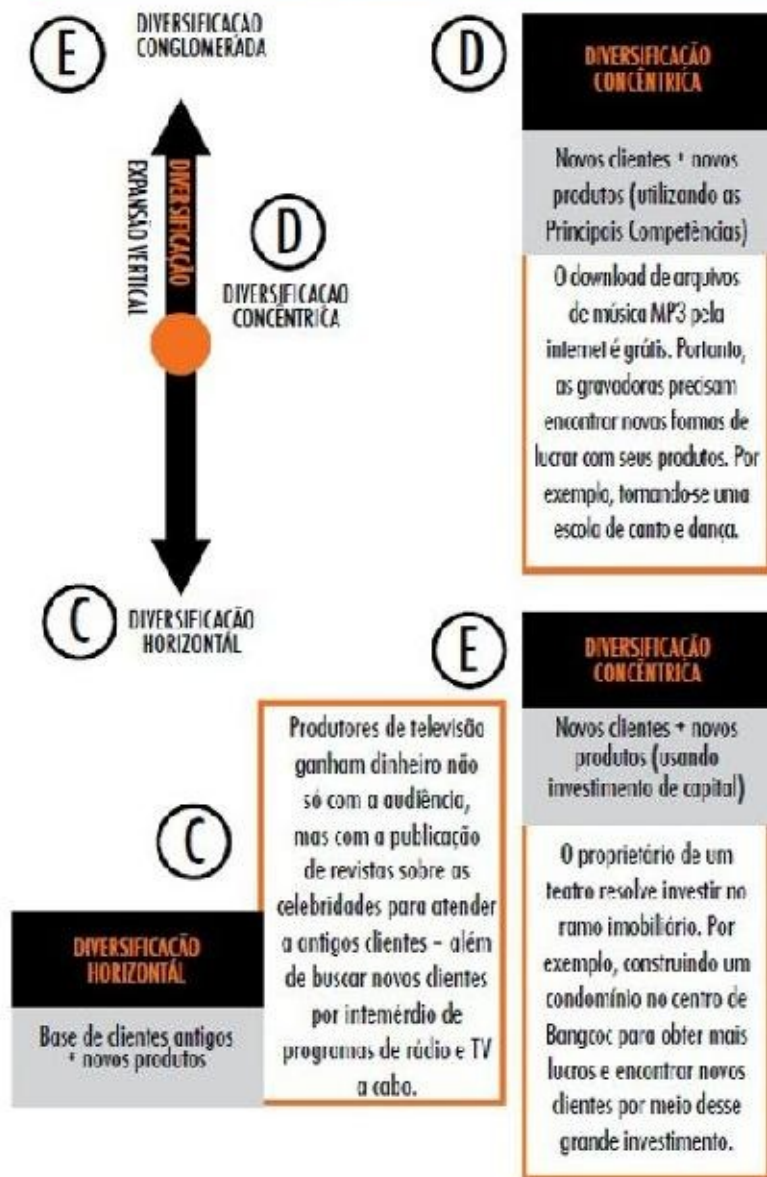 E
DIVERSIFICAÇAO
CONGLOMERADA
DIVERSIFICAÇÃO
EXPANSÃO VERTICAL
D
DIVERSIFICAÇAO
CONCÊNTRICA
C
DIVERSIFICAÇÃO
HORIZONTÁL
D
DIVERSIFICAÇÃO
CONCÊNTRICA
Novos clientes + novos
produtos (utilizando as
Principais Competências)
O download de arquivos
de música MP3 pela
internet é grátis. Portanto,
as gravadoras precisam
encontrar novas formas de
lucrar com seus produtos. Por
exemplo, tornando-se uma
escola de canto e dança.
C
DIVERSIFICAÇÃO
HORIZONTÁL
Base de clientes antigos
+ novos produtos
Produtores de televisão
ganham dinheiro não
só com a audiência,
mas com a publicação
de revistas sobre as
celebridades para atender
a antigos clientes – além
de buscar novos clientes
por intemérdio de
programas de rádio e TV
a cabo.
E
DIVERSIFICAÇÃO
CONCÊNTRICA
Novos clientes + novos
produtos (usando
investimento de capital)
O proprietário de um
teatro resolve investir no
ramo imobiliário. Por
exemplo, construindo um
condomínio no centro de
Bangcoc para obter mais
lucros e encontrar novos
clientes por meio desse
grande investimento.